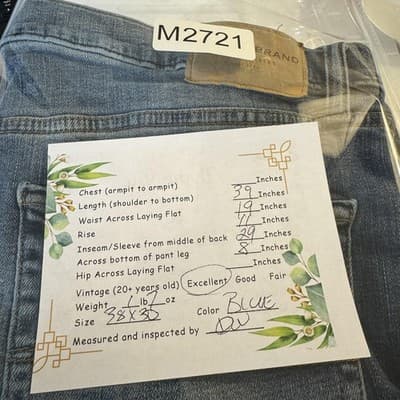 M2721
BRAND
Chest (armpit to armpit) Inches
Length (shoulder to bottom) 39 Inches
Waist Across Laying Flat 19 Inches
Rise 11 Inches
Inseam/Sleeve from middle of back 29 Inches
Across bottom of pant leg 8 Inches
Hip Across Laying Flat Inches
Vintage (20+ years old) Excellent Good Fair
Weight 1 lb 7 oz Color BLUE
Size 38X30
Measured and inspected by